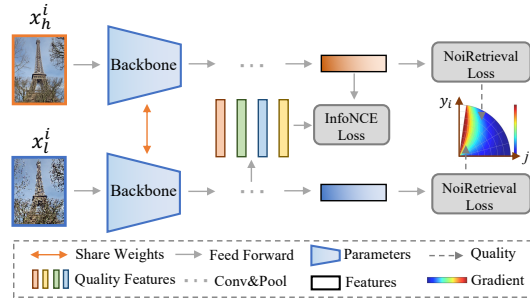 x_h^i
Backbone
...
NoiRetrieval
Loss
InfoNCE
Loss
y_i
j
x_l^i
Backbone
...
NoiRetrieval
Loss
Share Weights
Feed Forward
Parameters
Quality
Quality Features
... Conv&Pool
Features
Gradient